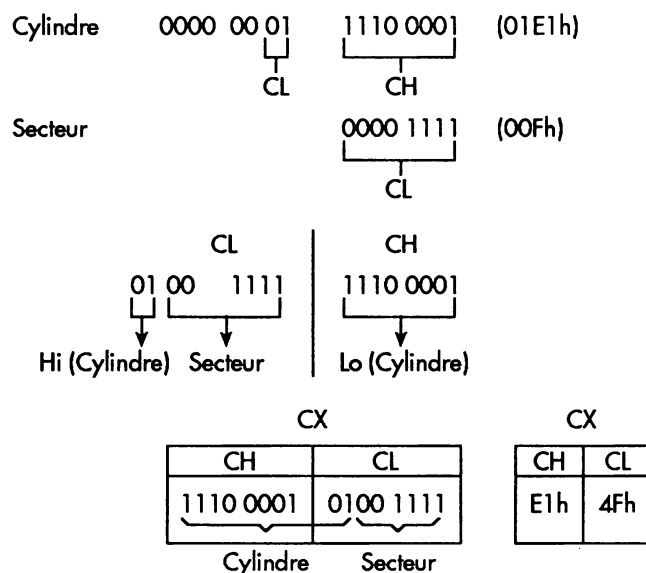 Cylindre 0000 00 01 1110 0001 (01E1h)
CL CH
Secteur 0000 1111 (00Fh)
CL
CL CH
01 00 1111 1110 0001
Hi (Cylindre) Secteur Lo (Cylindre)
CX CX
CH CL CH CL
1110 0001 0100 1111 E1h 4Fh
Cylindre Secteur